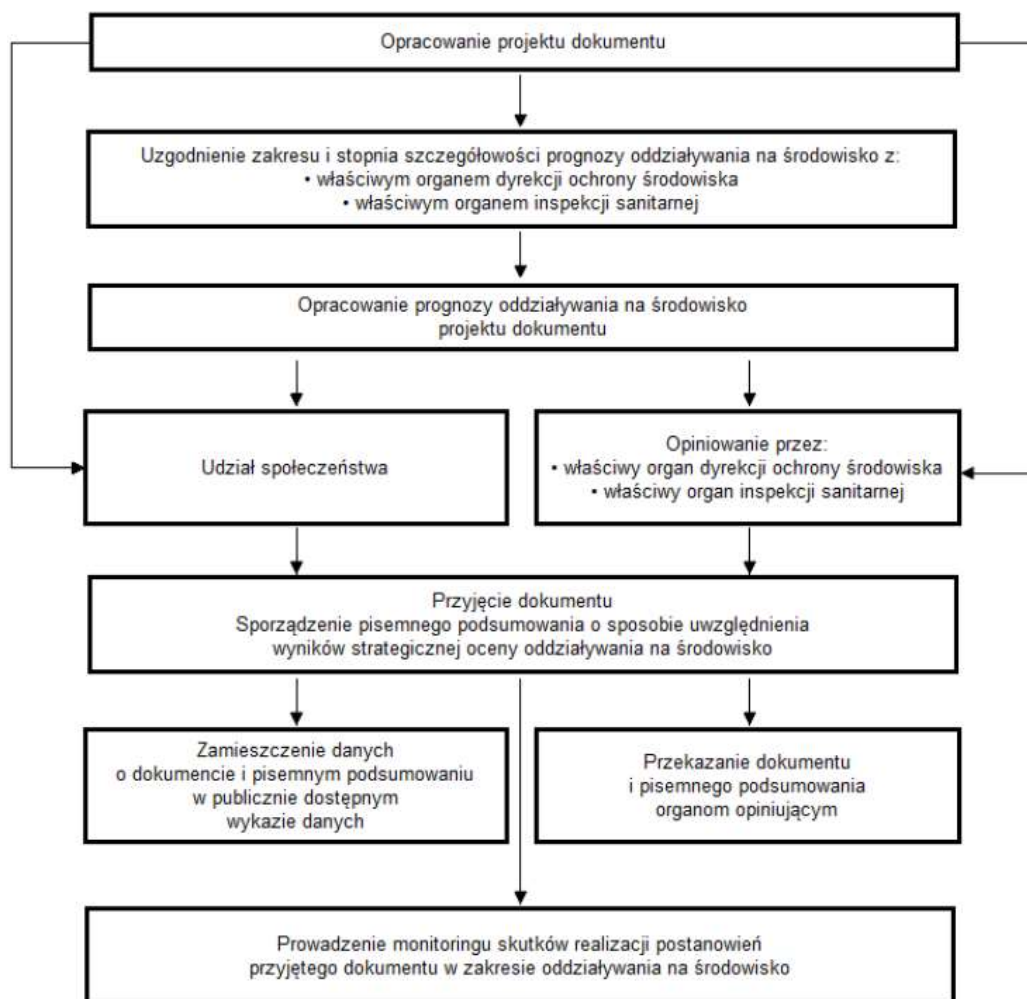 Opracowanie projektu dokumentu
Uzgodnienie zakresu i stopnia szczegółowości prognozy oddziaływania na środowisko z:
• właściwym organem dyrekcji ochrony środowiska
• właściwym organem inspekcji sanitarnej
Opracowanie prognozy oddziaływania na środowisko
projektu dokumentu
Udział społeczeństwa
Opiniowanie przez:
• właściwy organ dyrekcji ochrony środowiska
• właściwy organ inspekcji sanitarnej
Przyjęcie dokumentu
Sporządzenie pisemnego podsumowania o sposobie uwzględnienia
wyników strategicznej oceny oddziaływania na środowisko
Zamieszczenie danych
o dokumencie i pisemnym podsumowaniu
w publicznie dostępnym
wykazie danych
Przekazanie dokumentu
i pisemnego podsumowania
organom opiniującym
Prowadzenie monitoringu skutków realizacji postanowień
przyjętego dokumentu w zakresie oddziaływania na środowisko